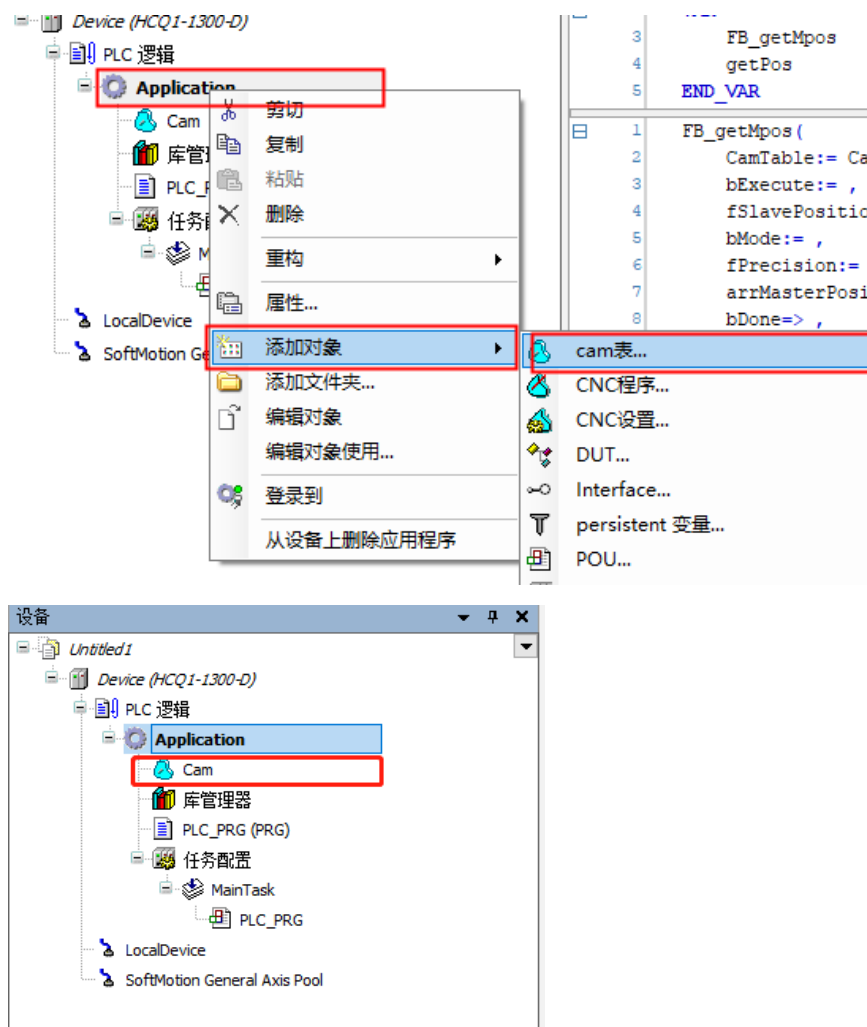 Device (HCQ1-1300-D)
PLC 逻辑
Application
Cam
PLC_
LocalDevice
SoftMotion Ge
剪切
复制
粘贴
删除
重构
属性...
添加对象
添加文件夹...
编辑对象
编辑对象使用...
登录到
从设备上删除应用程序
cam表...
CNC程序...
CNC设置...
DUT...
Interface...
persistent 变量...
POU...
3 FB_getMpos
4 getPos
5 END_VAR
1 FB_getMpos(
2 CamTable:= Ca
3 bExecute:= ,
4 fSlavePositio
5 bMode:= ,
6 fPrecision:=
7 arrMasterPosi
8 bDone=> ,
设备
Untitled1
Device (HCQ1-1300-D)
PLC 逻辑
Application
Cam
库管理器
PLC_PRG (PRG)
任务配置
MainTask
PLC_PRG
LocalDevice
SoftMotion General Axis Pool